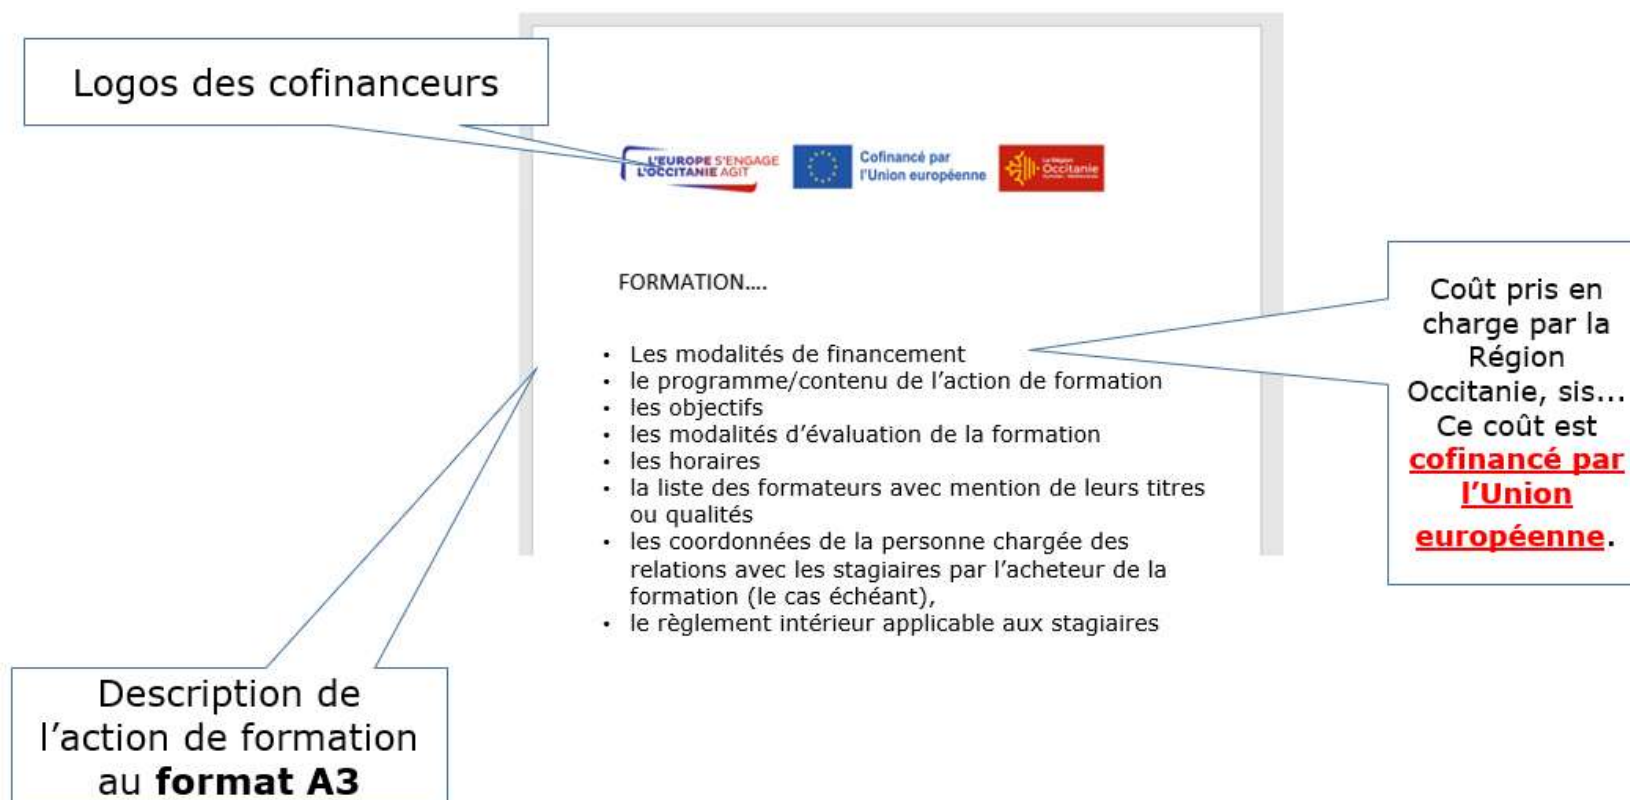 Logos des cofinanceurs
L'EUROPE S'ENGAGE
L'OCCITANIE AGIT
Cofinancé par
l'Union européenne
La Région
Occitanie
FORMATION....
• Les modalités de financement
• le programme/contenu de l'action de formation
• les objectifs
• les modalités d'évaluation de la formation
• les horaires
• la liste des formateurs avec mention de leurs titres
ou qualités
• les coordonnées de la personne chargée des
relations avec les stagiaires par l'acheteur de la
formation (le cas échéant),
• le règlement intérieur applicable aux stagiaires
Coût pris en
charge par la
Région
Occitanie, sis...
Ce coût est
cofinancé par
l'Union
européenne.
Description de
l'action de formation
au format A3